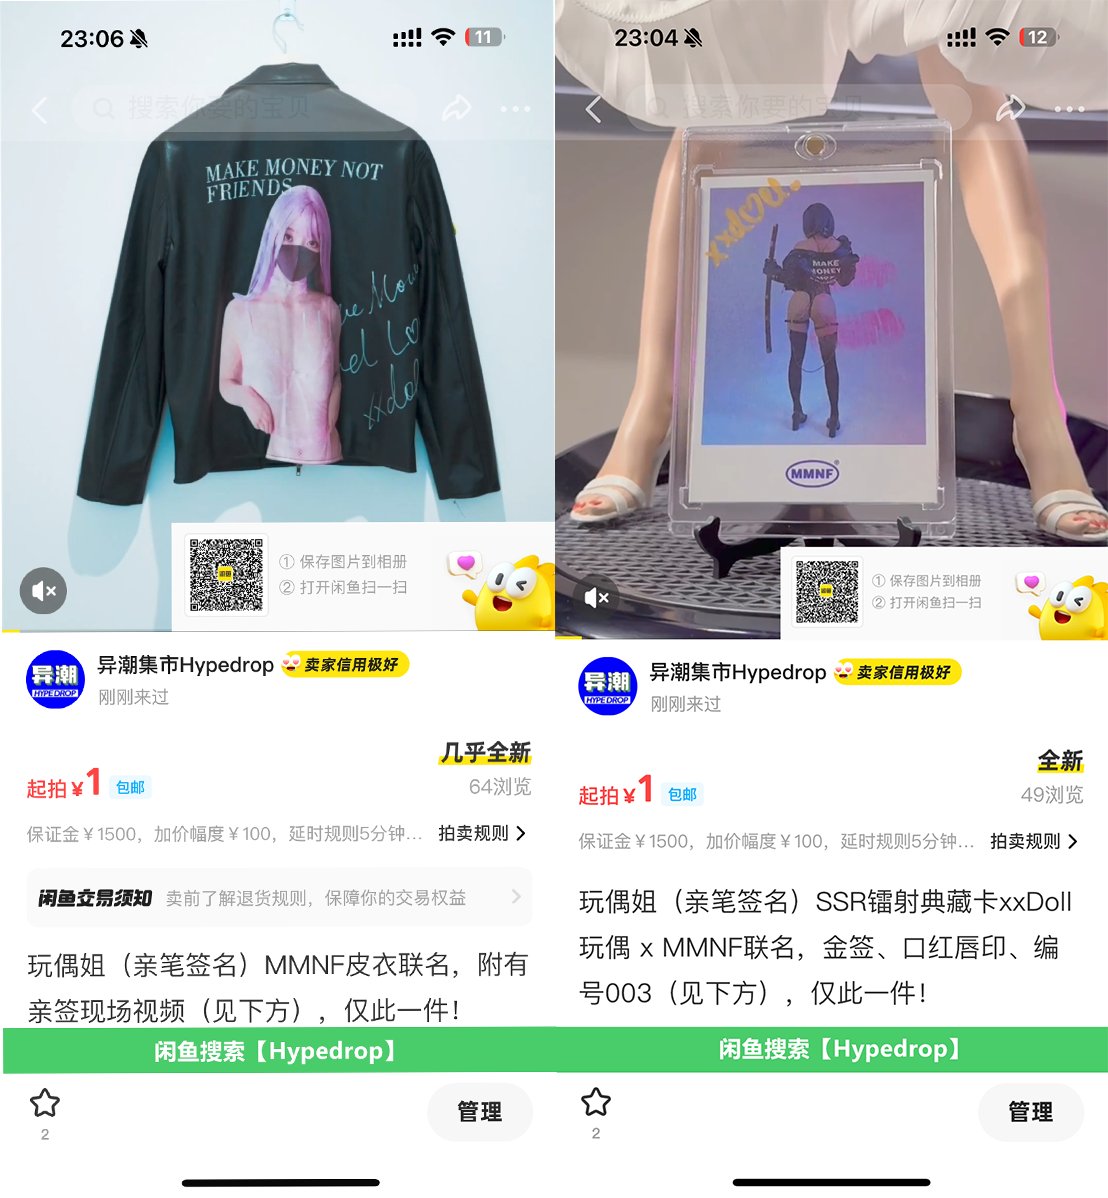 23:06
11
搜索你要的宝贝
MAKE MONEY NOT
FRIENDS
xxdo
① 保存图片到相册
② 打开闲鱼扫一扫
异潮
HYPE DROP
异潮集市Hypedrop
卖家信用极好
刚刚来过
几乎全新
起拍¥1 包邮
64浏览
保证金¥1500，加价幅度¥100，延时规则5分钟... 拍卖规则
闲鱼交易须知 卖前了解退货规则，保障你的交易权益
玩偶姐（亲笔签名）MMNF皮衣联名，附有
亲签现场视频（见下方），仅此一件！
闲鱼搜索【Hypedrop】
2
管理
23:04
12
搜索你要的宝贝
xxdoll
MAKE
MONEY
MMNF
① 保存图片到相册
② 打开闲鱼扫一扫
异潮
HYPE DROP
异潮集市Hypedrop
卖家信用极好
刚刚来过
全新
起拍¥1 包邮
49浏览
保证金¥1500，加价幅度¥100，延时规则5分钟... 拍卖规则
玩偶姐（亲笔签名）SSR镭射典藏卡xxDoll
玩偶 x MMNF联名，金签、口红唇印、编
号003（见下方），仅此一件！
闲鱼搜索【Hypedrop】
2
管理